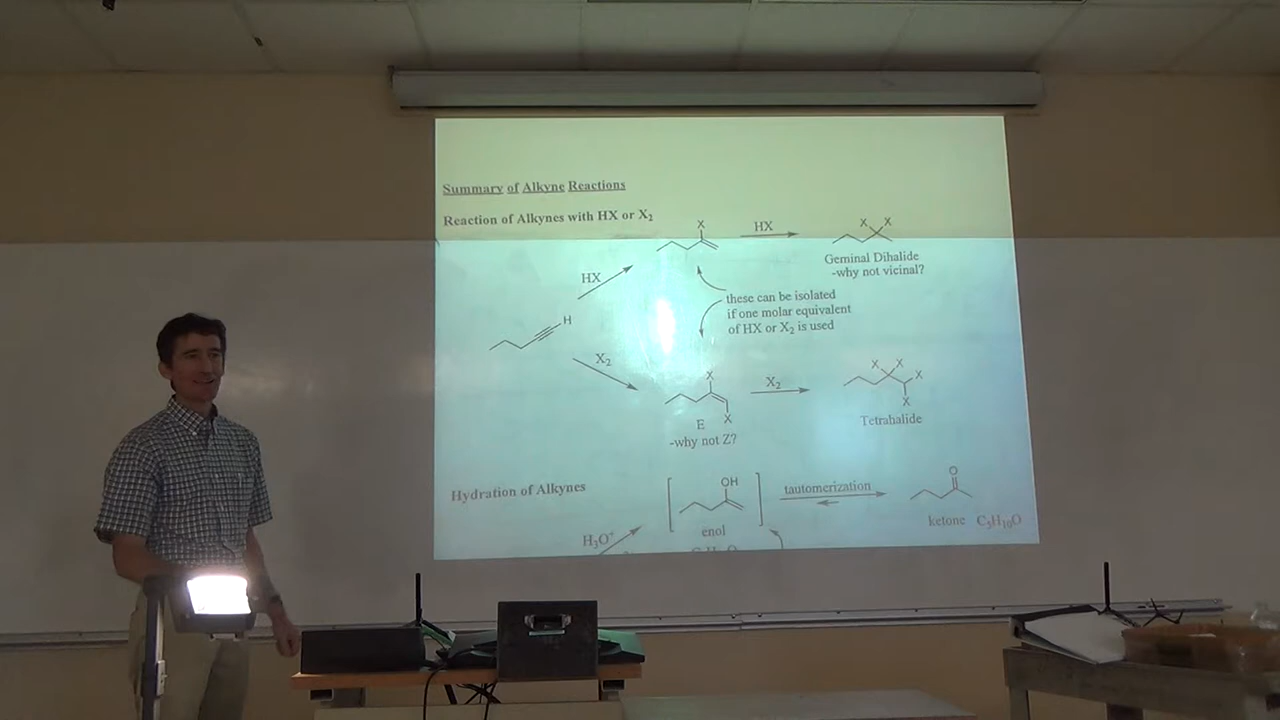 Summary of Alkyne Reactions
Reaction of Alkynes with HX or X₂
X
HX
X X
Geminal Dihalide
-why not vicinal?
HX
these can be isolated
if one molar equivalent
of HX or X₂ is used
H
X₂
X
X₂
X X X
X
Tetrahalide
E X
-why not Z?
Hydration of Alkynes
OH
tautomerization
O
enol
ketone C₅H₁₀O
H₃O⁺